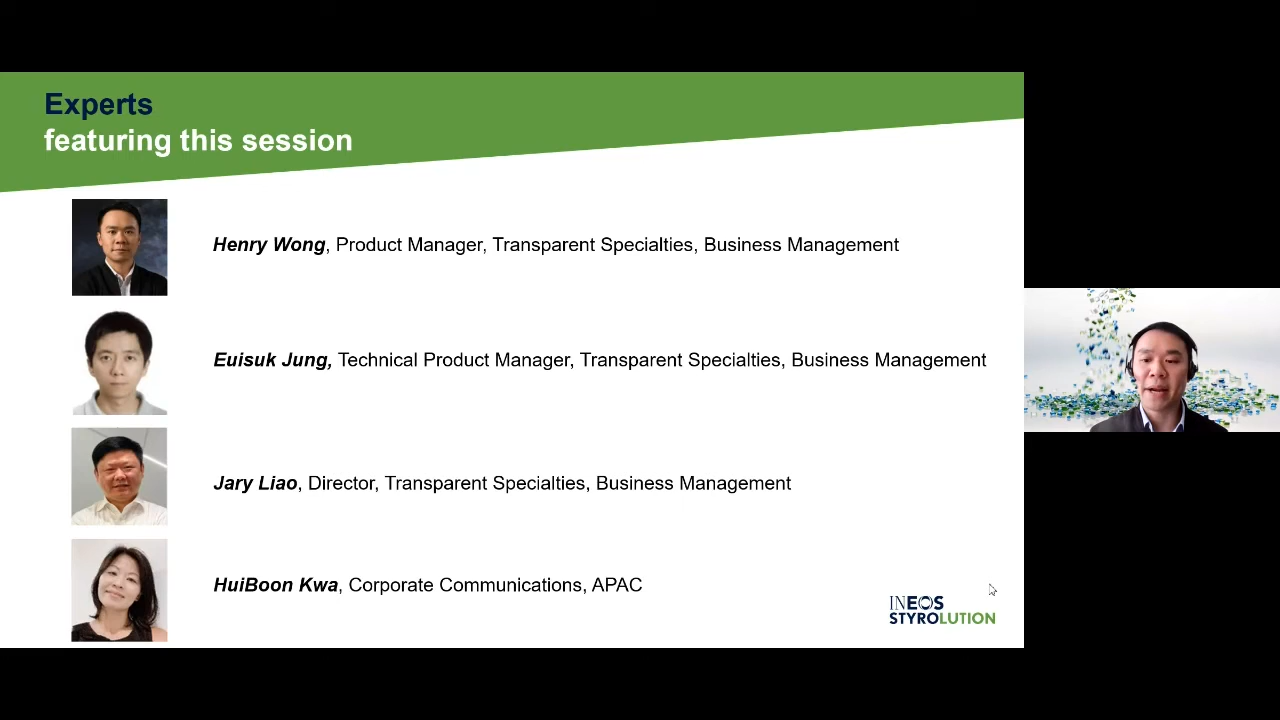 Experts
featuring this session
Henry Wong, Product Manager, Transparent Specialties, Business Management
Euisuk Jung, Technical Product Manager, Transparent Specialties, Business Management
Jary Liao, Director, Transparent Specialties, Business Management
HuiBoon Kwa, Corporate Communications, APAC
INEOS
STYROLUTION